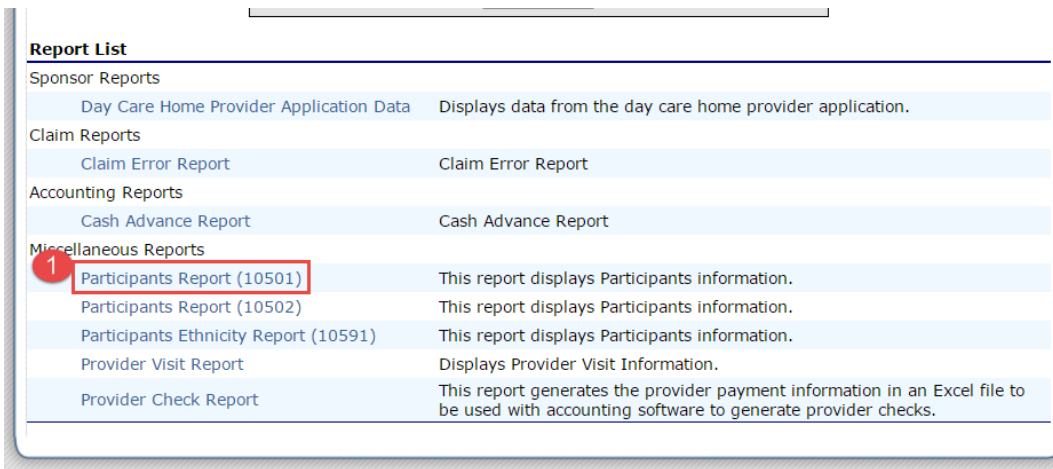 Report List
Sponsor Reports
Day Care Home Provider Application Data Displays data from the day care home provider application.
Claim Reports
Claim Error Report Claim Error Report
Accounting Reports
Cash Advance Report Cash Advance Report
Miscellaneous Reports
1 Participants Report (10501) This report displays Participants information.
Participants Report (10502) This report displays Participants information.
Participants Ethnicity Report (10591) This report displays Participants information.
Provider Visit Report Displays Provider Visit Information.
Provider Check Report This report generates the provider payment information in an Excel file to
be used with accounting software to generate provider checks.